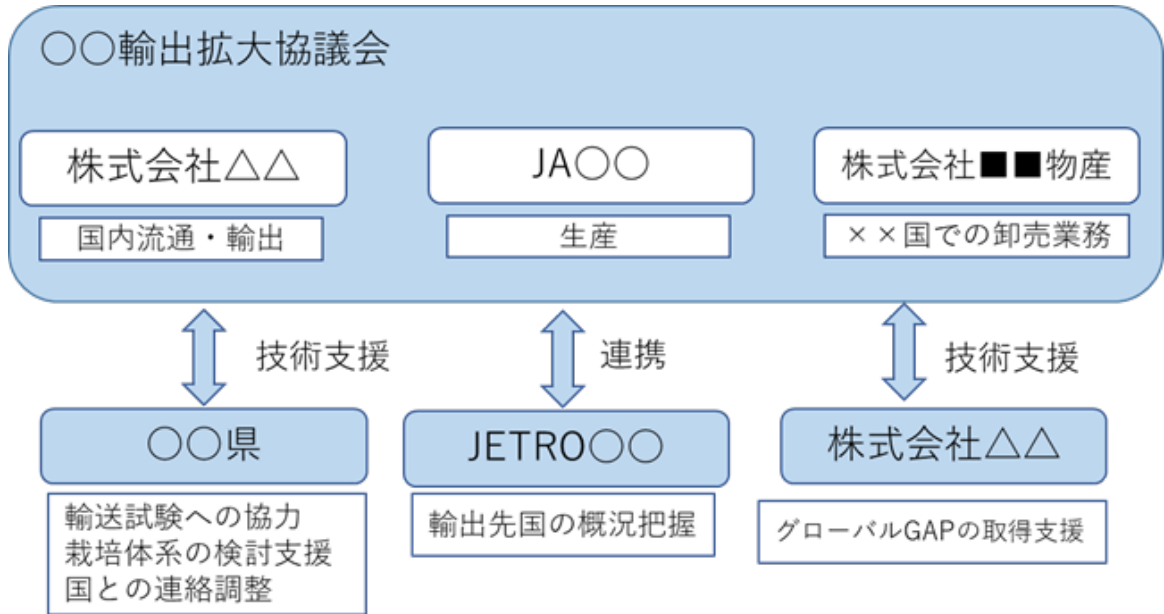 〇〇輸出拡大協議会
株式会社△△
JA〇〇
株式会社■■物産
国内流通・輸出
生産
××国での卸売業務
技術支援
連携
技術支援
〇〇県
JETRO〇〇
株式会社△△
輸送試験への協力
栽培体系の検討支援
国との連絡調整
輸出先国の概況把握
グローバルGAPの取得支援